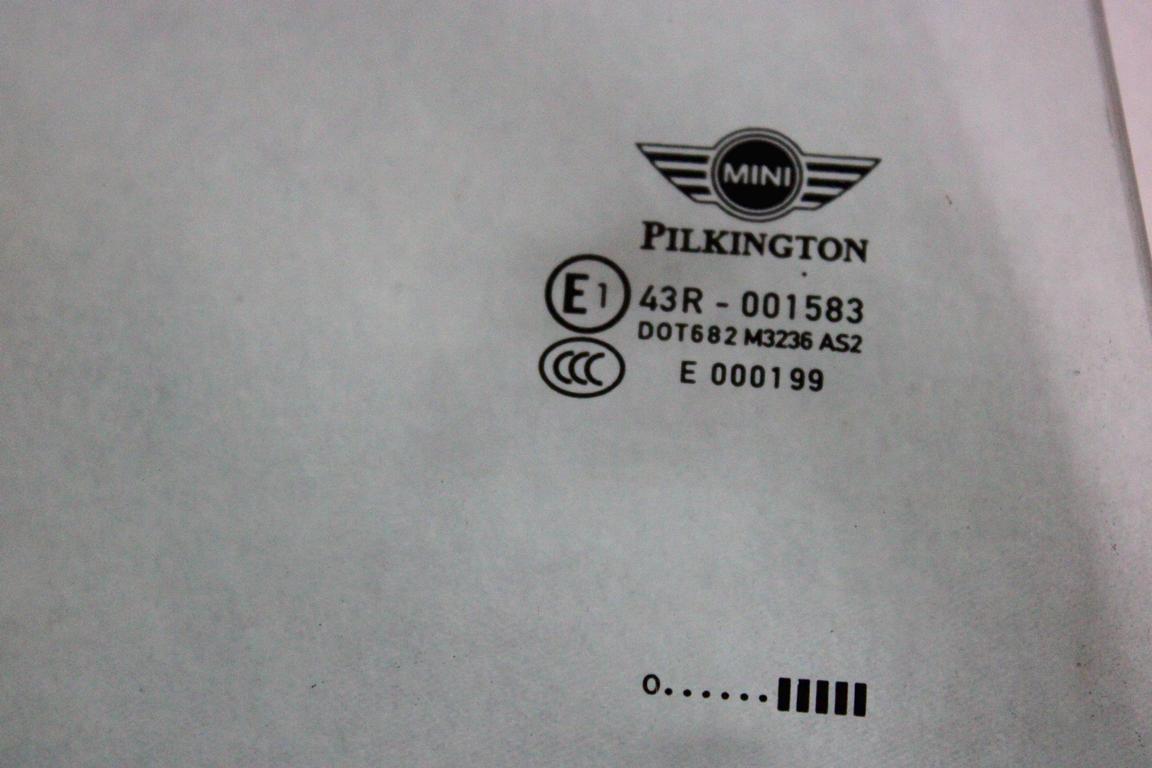 MINI
PILKINGTON
E1 43R - 001583
DOT682 M3236 AS2
CCC E 000199
o......